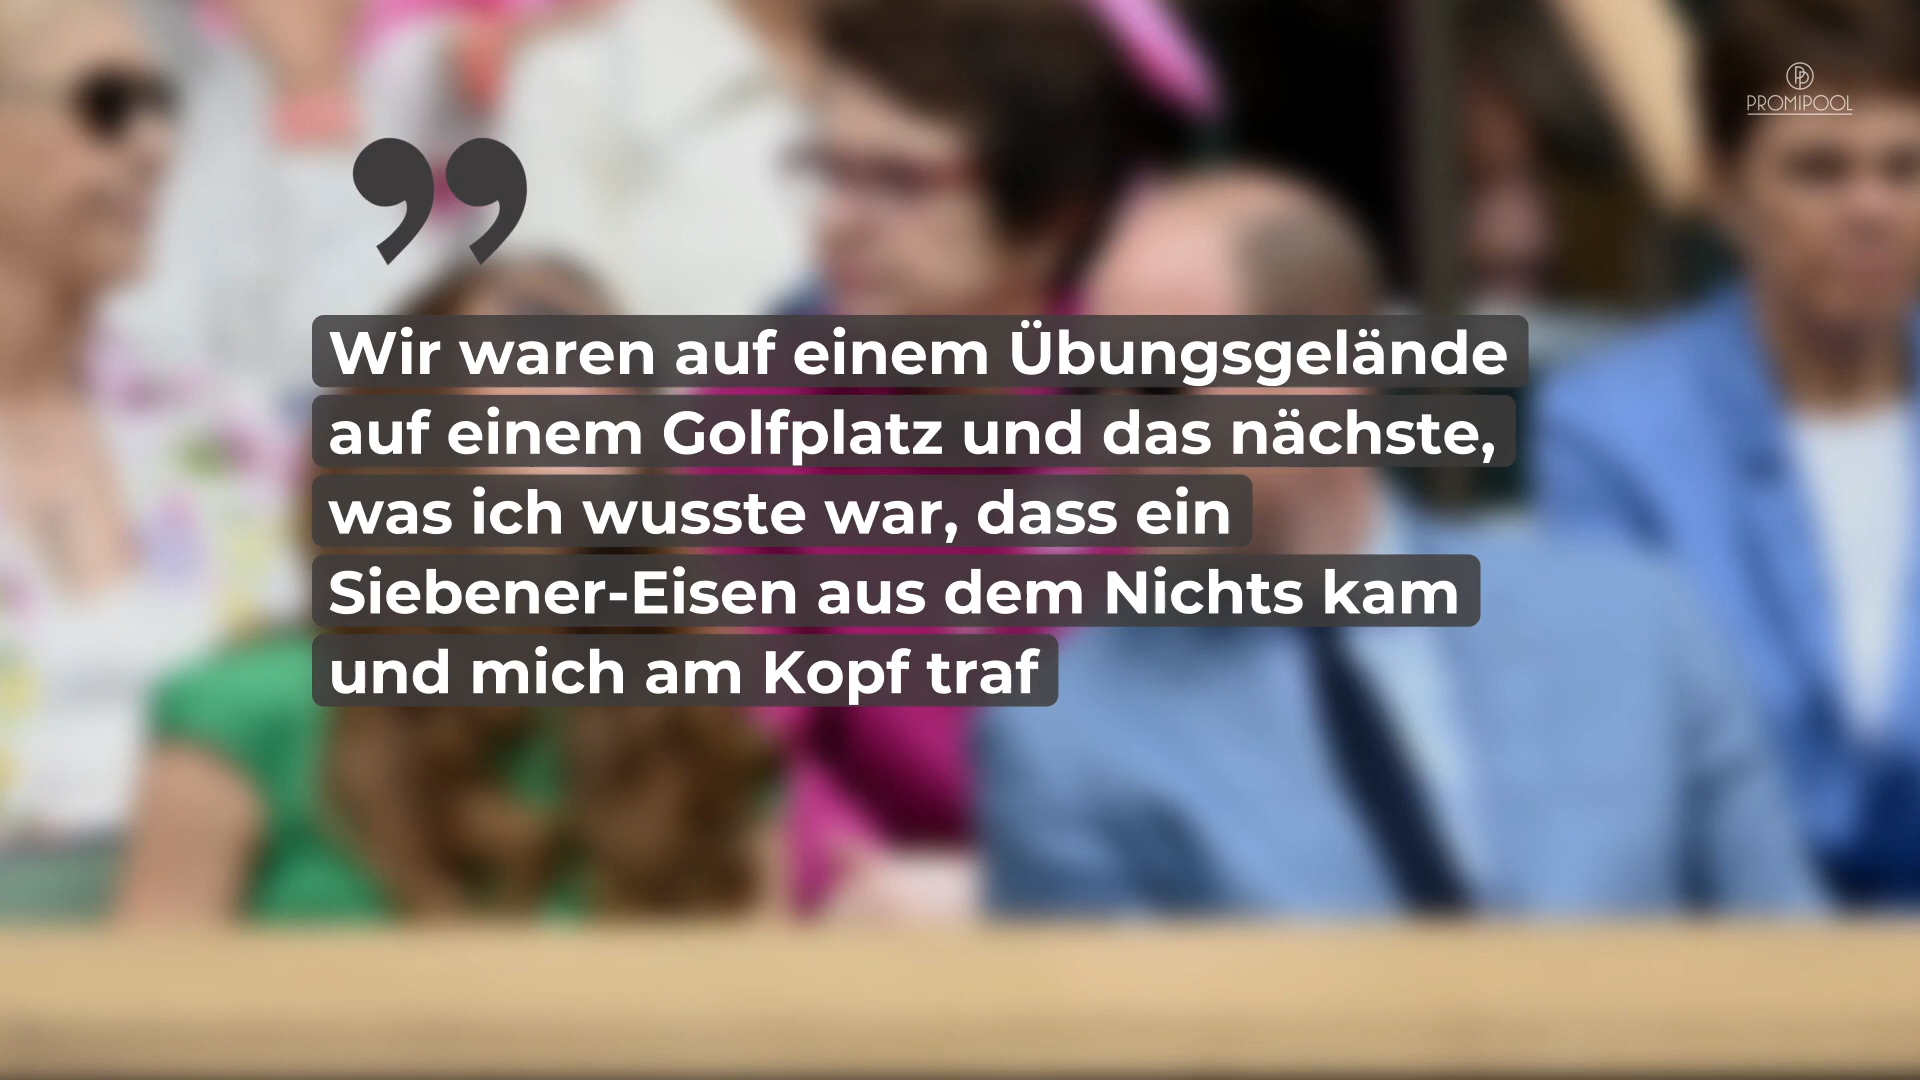 PROMIPOOL
”
Wir waren auf einem Übungsgelände
auf einem Golfplatz und das nächste,
was ich wusste war, dass ein
Siebener-Eisen aus dem Nichts kam
und mich am Kopf traf